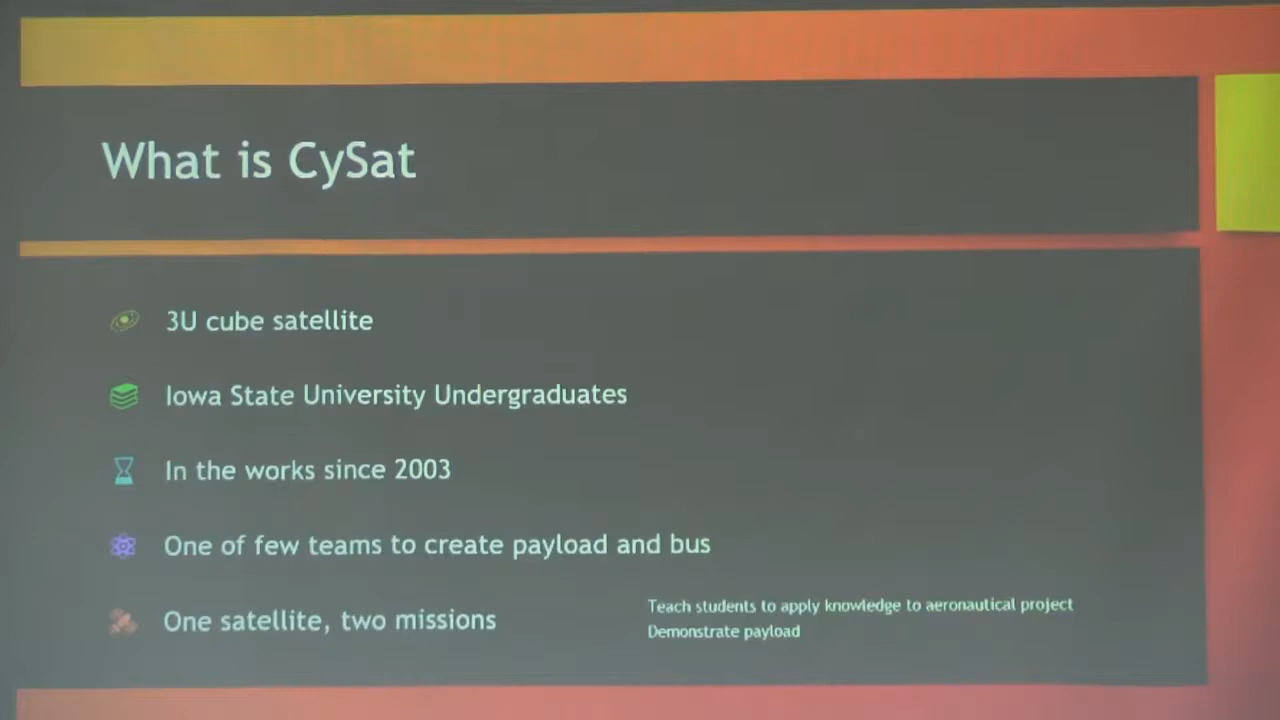 What is CySat
3U cube satellite
Iowa State University Undergraduates
In the works since 2003
One of few teams to create payload and bus
One satellite, two missions
Teach students to apply knowledge to aeronautical project
Demonstrate payload